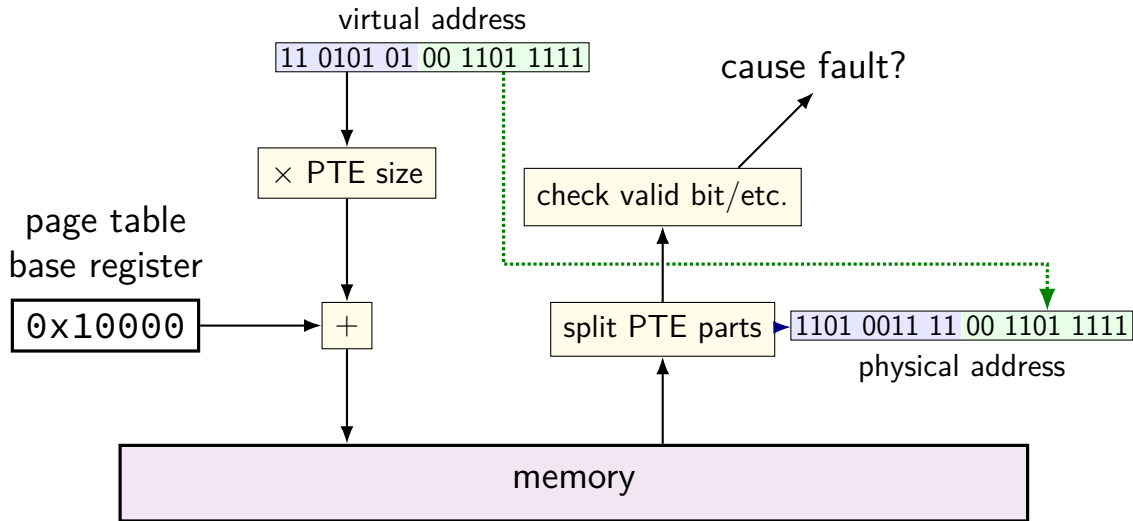 virtual address
11 0101 01 00 1101 1111
cause fault?
× PTE size
check valid bit/etc.
page table
base register
0x10000
+
split PTE parts
1101 0011 11 00 1101 1111
physical address
memory